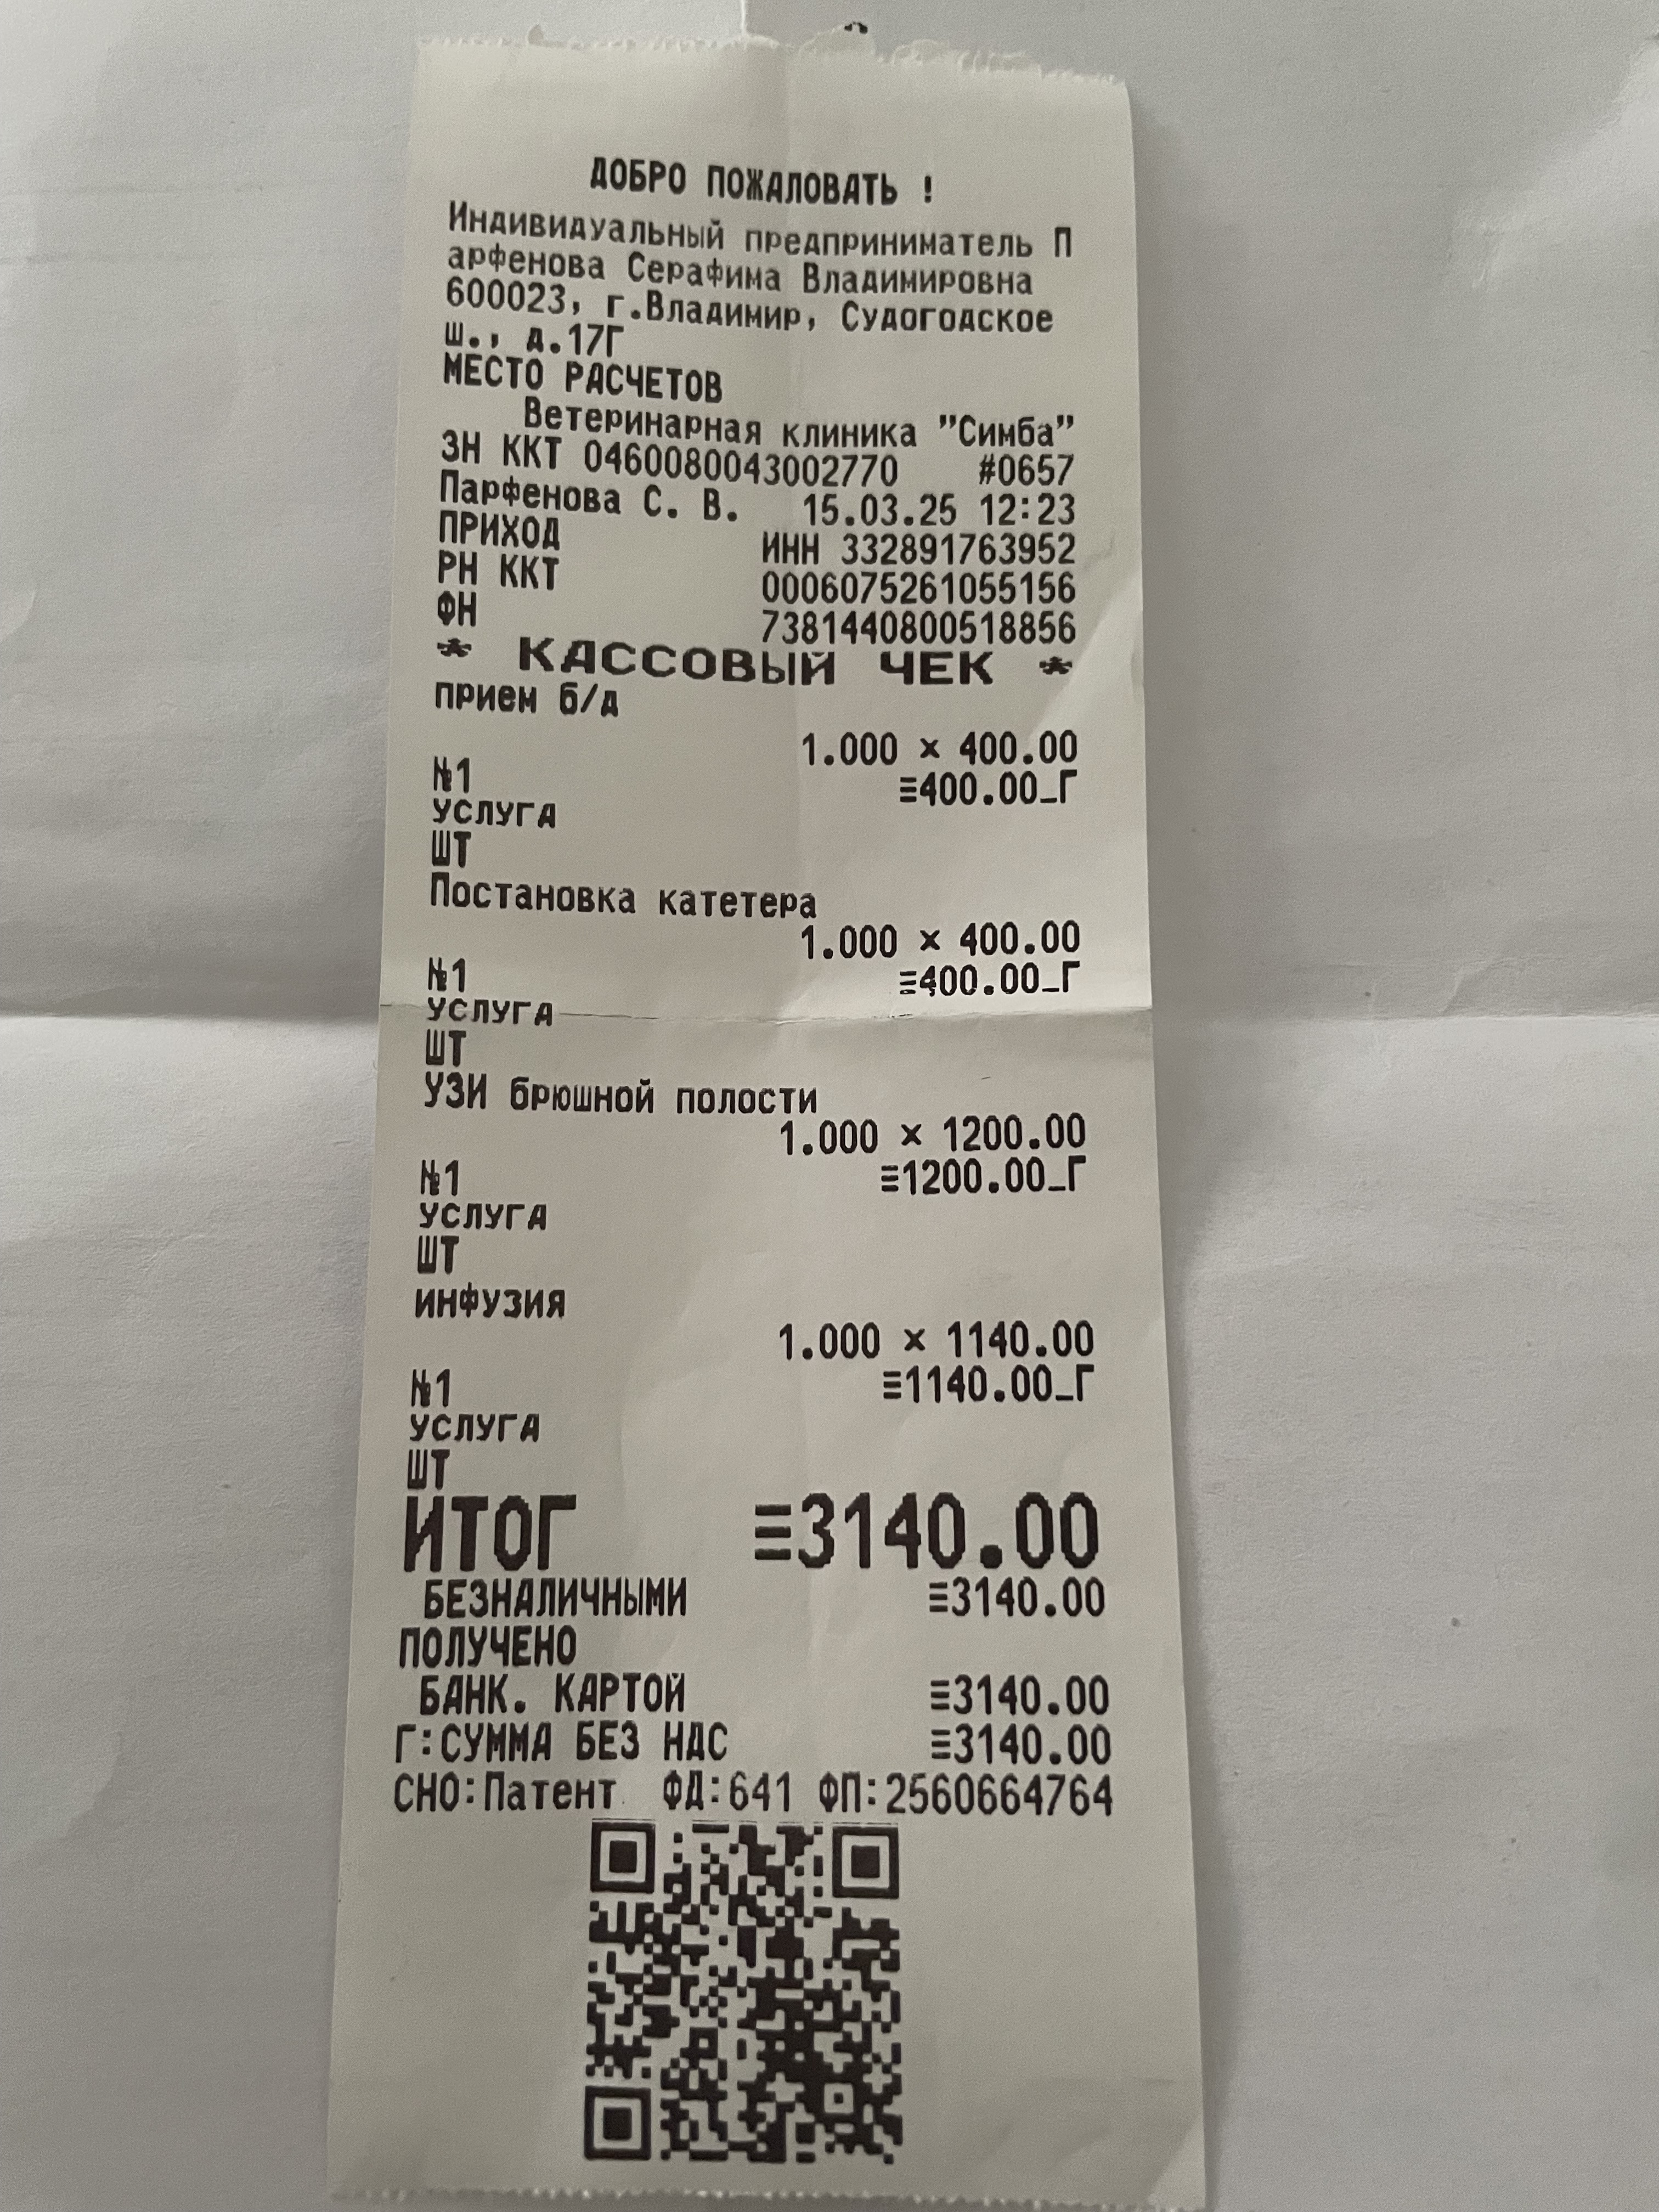 ДОБРО ПОЖАЛОВАТЬ !
Индивидуальный предприниматель П
арфенова Серафима Владимировна
600023, г.Владимир, Судогодское
ш., д.17Г
МЕСТО РАСЧЕТОВ
Ветеринарная клиника "Симба"
ЗН ККТ 0460080043002770 #0657
Парфенова С. В. 15.03.25 12:23
ПРИХОД ИНН 332891763952
РН ККТ 0006075261055156
ФН 7381440800518856
* КАССОВЫЙ ЧЕК *
прием б/д
1.000 × 400.00
№1 ≡400.00_Г
УСЛУГА
ШТ
Постановка катетера
1.000 × 400.00
№1 ≡400.00_Г
УСЛУГА
ШТ
УЗИ брюшной полости
1.000 × 1200.00
№1 ≡1200.00_Г
УСЛУГА
ШТ
ИНФУЗИЯ
1.000 × 1140.00
№1 ≡1140.00_Г
УСЛУГА
ШТ
ИТОГ ≡3140.00
БЕЗНАЛИЧНЫМИ ≡3140.00
ПОЛУЧЕНО
БАНК. КАРТОЙ ≡3140.00
Г:СУММА БЕЗ НДС ≡3140.00
СНО:Патент ФД:641 ФП:2560664764